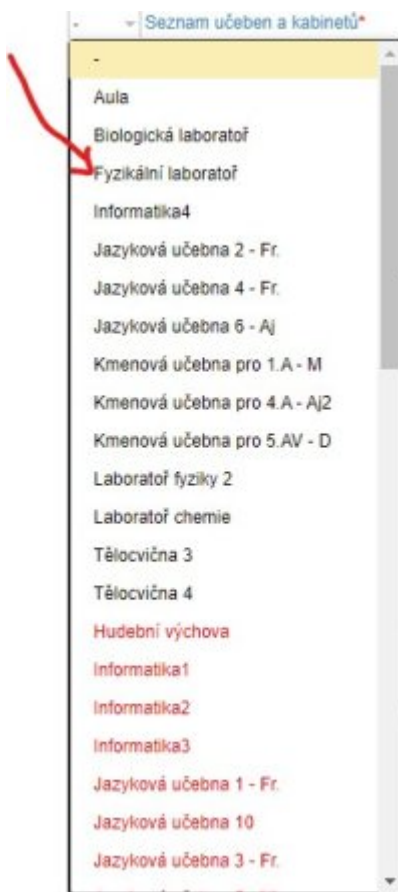 - Seznam učeben a kabinetů*
-
Aula
Biologická laboratoř
Fyzikální laboratoř
Informatika4
Jazyková učebna 2 - Fr.
Jazyková učebna 4 - Fr.
Jazyková učebna 6 - Aj
Kmenová učebna pro 1.A - M
Kmenová učebna pro 4.A - Aj2
Kmenová učebna pro 5.AV - D
Laboratoř fyziky 2
Laboratoř chemie
Tělocvična 3
Tělocvična 4
Hudební výchova
Informatika1
Informatika2
Informatika3
Jazyková učebna 1 - Fr.
Jazyková učebna 10
Jazyková učebna 3 - Fr.